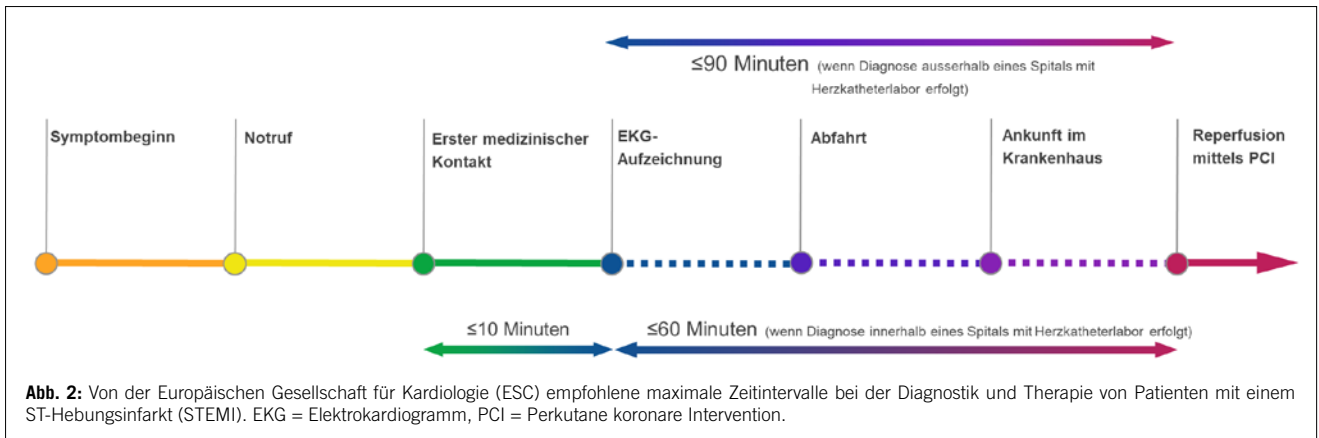 ≤90 Minuten (wenn Diagnose ausserhalb eines Spitals mit
Herzkatheterlabor erfolgt)
Symptombeginn
Notruf
Erster medizinischer
Kontakt
EKG-
Aufzeichnung
Abfahrt
Ankunft im
Krankenhaus
Reperfusion
mittels PCI
≤10 Minuten
≤60 Minuten (wenn Diagnose innerhalb eines Spitals mit Herzkatheterlabor erfolgt)
Abb. 2: Von der Europäischen Gesellschaft für Kardiologie (ESC) empfohlene maximale Zeitintervalle bei der Diagnostik und Therapie von Patienten mit einem
ST-Hebungsinfarkt (STEMI). EKG = Elektrokardiogramm, PCI = Perkutane koronare Intervention.